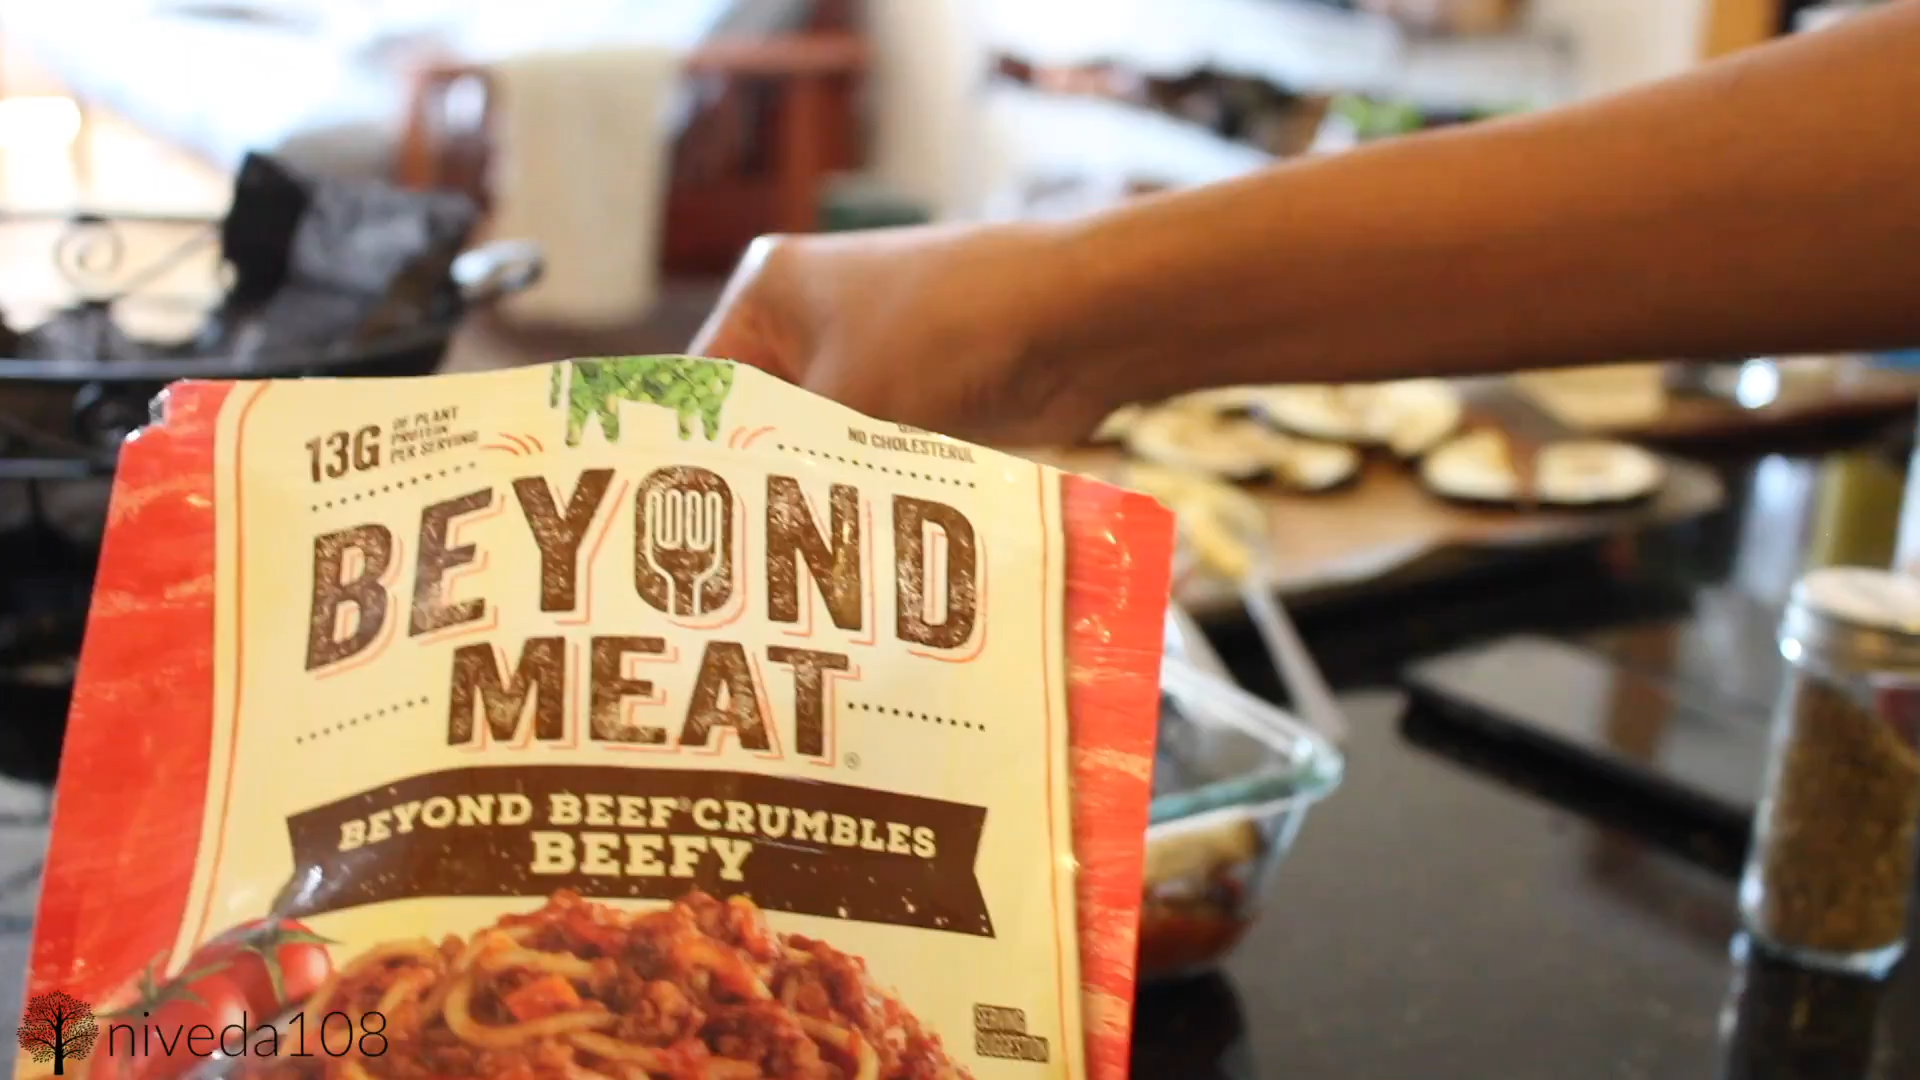 13G
OF PLANT
PROTEIN
PER SERVING
NO CHOLESTEROL
BEYOND
MEAT
®
BEYOND BEEF® CRUMBLES
BEEFY
SERVING
SUGGESTION
niveda108